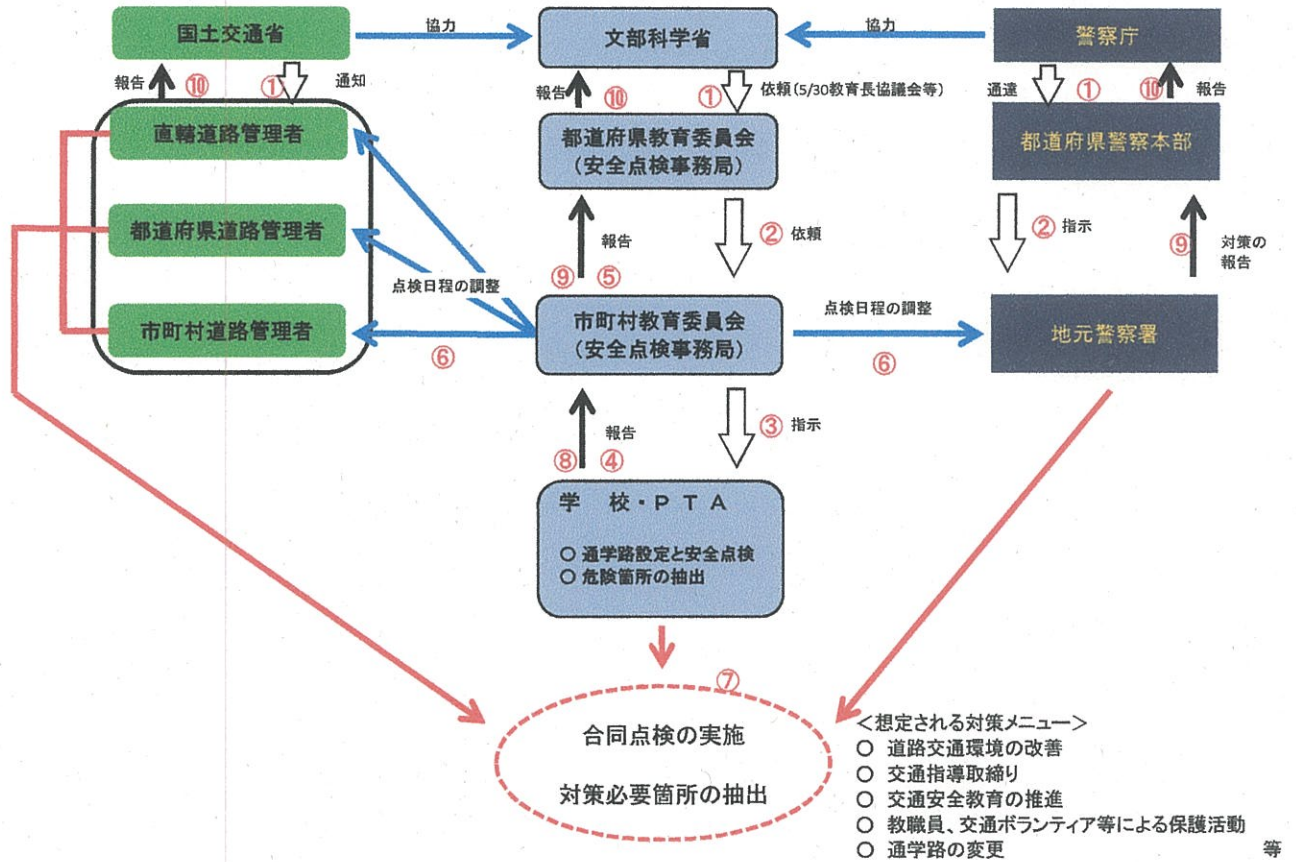 国土交通省
協力
文部科学省
協力
警察庁
報告 ⑩ ① 通知
報告 ⑩ ① 依頼(5/30教育長協議会等)
通達 ① ⑩ 報告
直轄道路管理者
都道府県教育委員会
(安全点検事務局)
都道府県警察本部
都道府県道路管理者
② 依頼
報告
⑨ ⑤
② 指示
⑨ 対策の
報告
点検日程の調整
市町村道路管理者
⑥
市町村教育委員会
(安全点検事務局)
点検日程の調整
⑥
地元警察署
③ 指示
報告
⑧ ④
学 校・P T A
○ 通学路設定と安全点検
○ 危険箇所の抽出
⑦
合同点検の実施
対策必要箇所の抽出
<想定される対策メニュー>
○ 道路交通環境の改善
○ 交通指導取締り
○ 交通安全教育の推進
○ 教職員、交通ボランティア等による保護活動
○ 通学路の変更 等